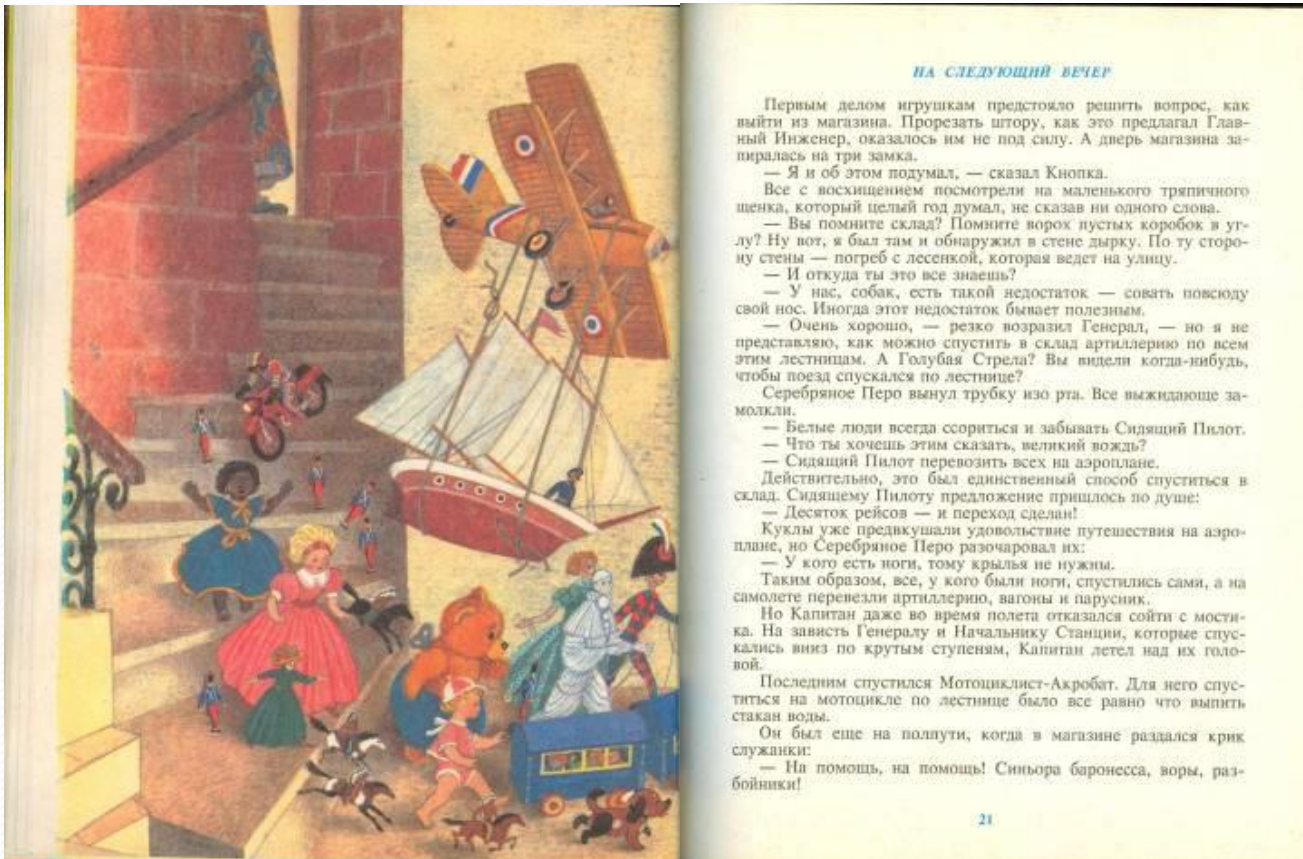 НА СЛЕДУЮЩИЙ ВЕЧЕР
Первым делом игрушкам предстояло решить вопрос, как
выйти из магазина. Прорезать штору, как это предлагал Глав-
ный Инженер, оказалось им не под силу. А дверь магазина за-
пиралась на три замка.
— Я и об этом подумал, — сказал Кнопка.
Все с восхищением посмотрели на маленького тряпичного
щенка, который целый год думал, не сказав ни одного слова.
— Вы помните склад? Помните ворох пустых коробок в уг-
лу? Ну вот, я был там и обнаружил в стене дырку. По ту сторо-
ну стены — погреб с лесенкой, которая ведет на улицу.
— И откуда ты это все знаешь?
— У нас, собак, есть такой недостаток — совать повсюду
свой нос. Иногда этот недостаток бывает полезным.
— Очень хорошо, — резко возразил Генерал, — но я не
представляю, как можно спустить в склад артиллерию по всем
этим лестницам. А Голубая Стрела? Вы видели когда-нибудь,
чтобы поезд спускался по лестнице?
Серебряное Перо вынул трубку изо рта. Все выжидающе за-
молкли.
— Белые люди всегда ссориться и забывать Сидящий Пилот.
— Что ты хочешь этим сказать, великий вождь?
— Сидящий Пилот перевозить всех на аэроплане.
Действительно, это был единственный способ спуститься в
склад. Сидящему Пилоту предложение пришлось по душе:
— Десяток рейсов — и переход сделан!
Куклы уже предвкушали удовольствие путешествия на аэро-
плане, но Серебряное Перо разочаровал их:
— У кого есть ноги, тому крылья не нужны.
Таким образом, все, у кого были ноги, спустились сами, а на
самолете перевезли артиллерию, вагоны и парусник.
Но Капитан даже во время полета отказался сойти с мости-
ка. На зависть Генералу и Начальнику Станции, которые спус-
кались вниз по крутым ступеням, Капитан летел над их голо-
вой.
Последним спустился Мотоциклист-Акробат. Для него спус-
титься на мотоцикле по лестнице было все равно что выпить
стакан воды.
Он был еще на полпути, когда в магазине раздался крик
служанки:
— На помощь, на помощь! Синьора баронесса, воры, раз-
бойники!
21